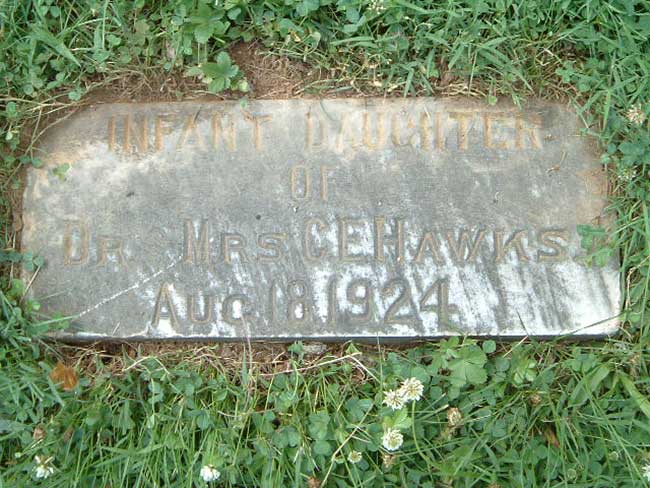 INFANT DAUGHTER
OF
DR. & MRS C.E. HAWKS.
AUG. 18. 1924